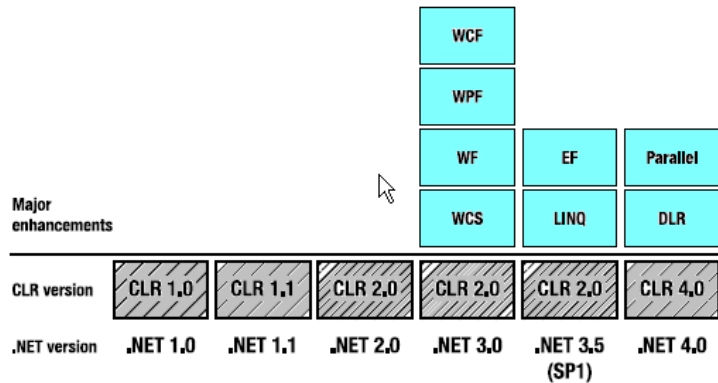 WCF
WPF
WF EF Parallel
Major
enhancements
WCS LINQ DLR
CLR version CLR 1.0 CLR 1.1 CLR 2.0 CLR 2.0 CLR 2.0 CLR 4.0
.NET version .NET 1.0 .NET 1.1 .NET 2.0 .NET 3.0 .NET 3.5 .NET 4.0
(SP1)